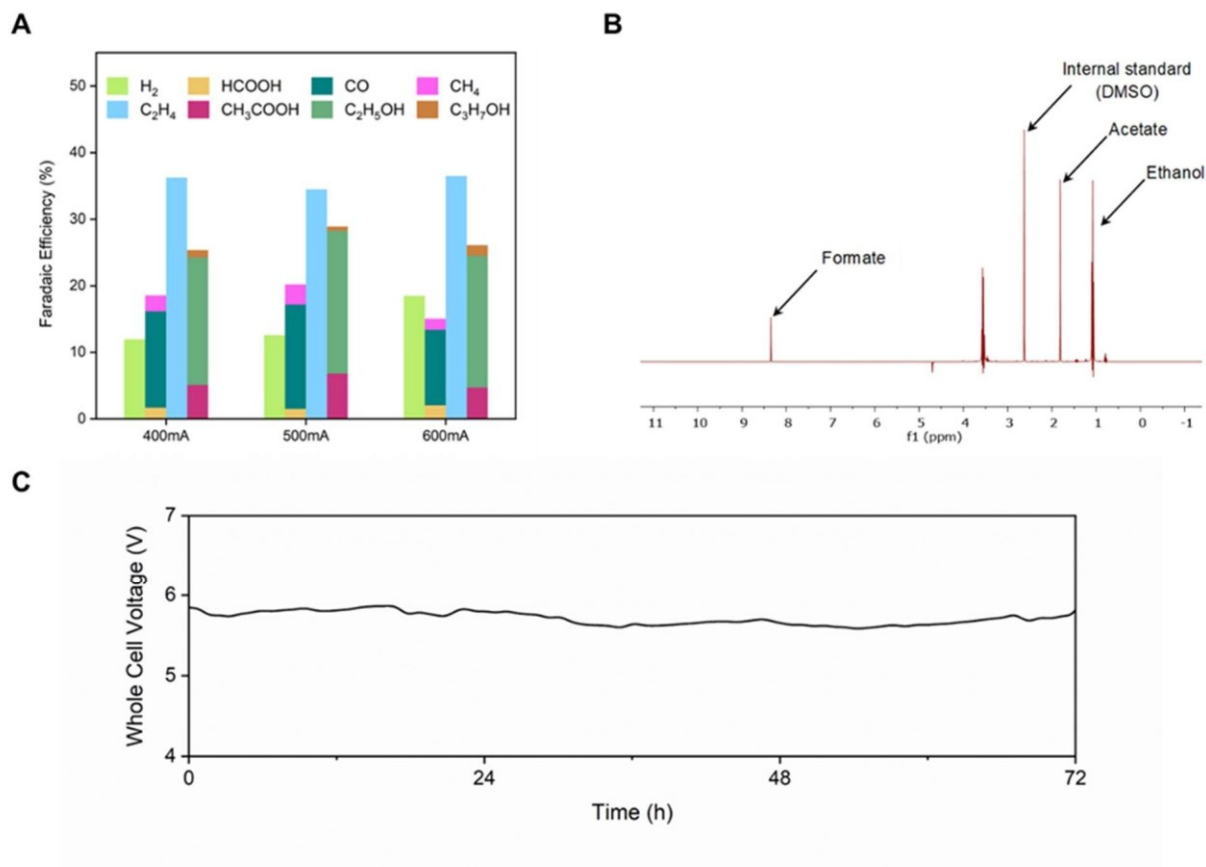 A
H₂ HCOOH CO CH₄
C₂H₄ CH₃COOH C₂H₅OH C₃H₇OH
Faradaic Efficiency (%)
50
40
30
20
10
0
400mA 500mA 600mA
B
Internal standard
(DMSO)
Acetate
Ethanol
Formate
11 10 9 8 7 6 5 4 3 2 1 0 -1
f1 (ppm)
C
Whole Cell Voltage (V)
7
6
5
4
0 24 48 72
Time (h)